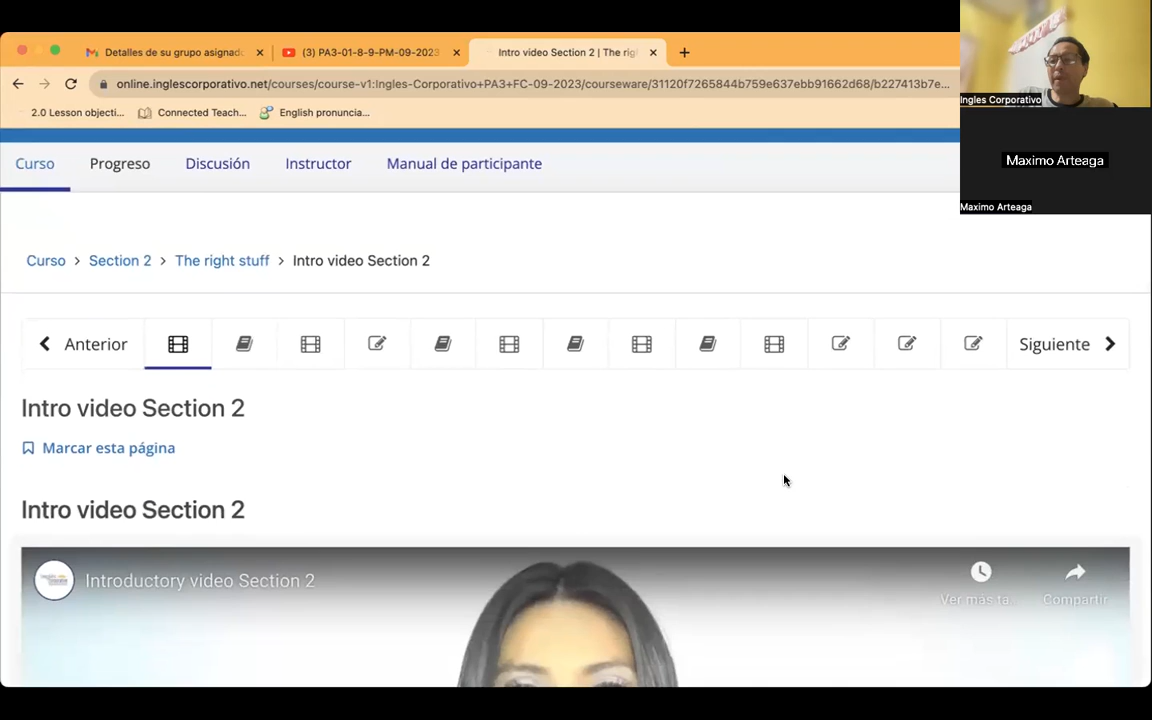 Detalles de su grupo asignado
(3) PA3-01-8-9-PM-09-2023
Intro video Section 2 | The rig
online.inglescorporativo.net/courses/course-v1:Ingles-Corporativo+PA3+FC-09-2023/courseware/31120f7265844b759e637ebb91662d68/b227413b7e...
2.0 Lesson objecti...
Connected Teach...
English pronuncia...
Ingles Corporativo
Maximo Arteaga
Maximo Arteaga
Curso
Progreso
Discusión
Instructor
Manual de participante
Curso > Section 2 > The right stuff > Intro video Section 2
Anterior
Siguiente
Intro video Section 2
Marcar esta página
Intro video Section 2
Introductory video Section 2
Ver más ta...
Compartir